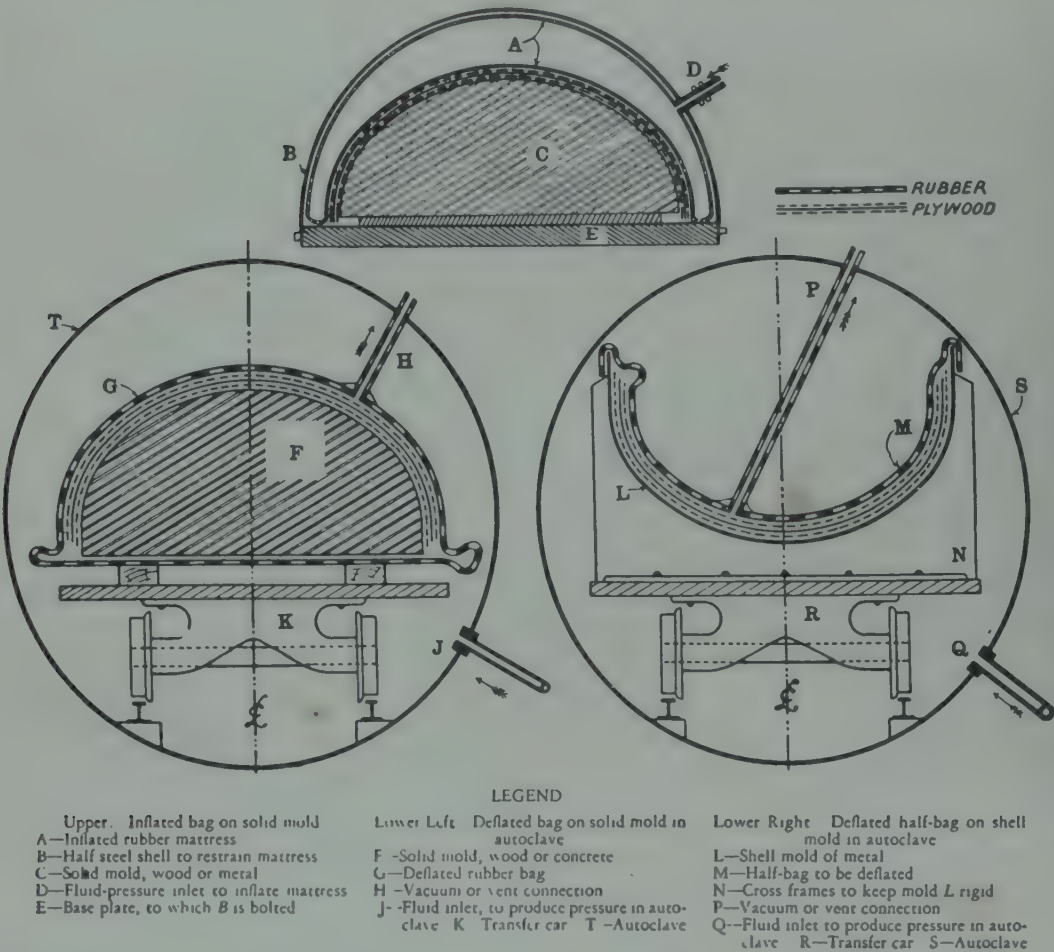 A
D
B
C
RUBBER
PLYWOOD
E
T
H
G
F
K
J
℄
P
S
M
L
N
R
Q
℄
LEGEND
Upper. Inflated bag on solid mold
A—Inflated rubber mattress
B—Half steel shell to restrain mattress
C—Solid mold, wood or metal
D—Fluid-pressure inlet to inflate mattress
E—Base plate, to which B is bolted
Lower Left Deflated bag on solid mold in
autoclave
F -Solid mold, wood or concrete
G—Deflated rubber bag
H -Vacuum or vent connection
J- -Fluid inlet, to produce pressure in auto-
clave K Transfer car T -Autoclave
Lower Right Deflated half-bag on shell
mold in autoclave
L—Shell mold of metal
M—Half-bag to be deflated
N—Cross frames to keep mold L rigid
P—Vacuum or vent connection
Q—Fluid inlet to produce pressure in auto-
clave R—Transfer car S—Autoclave